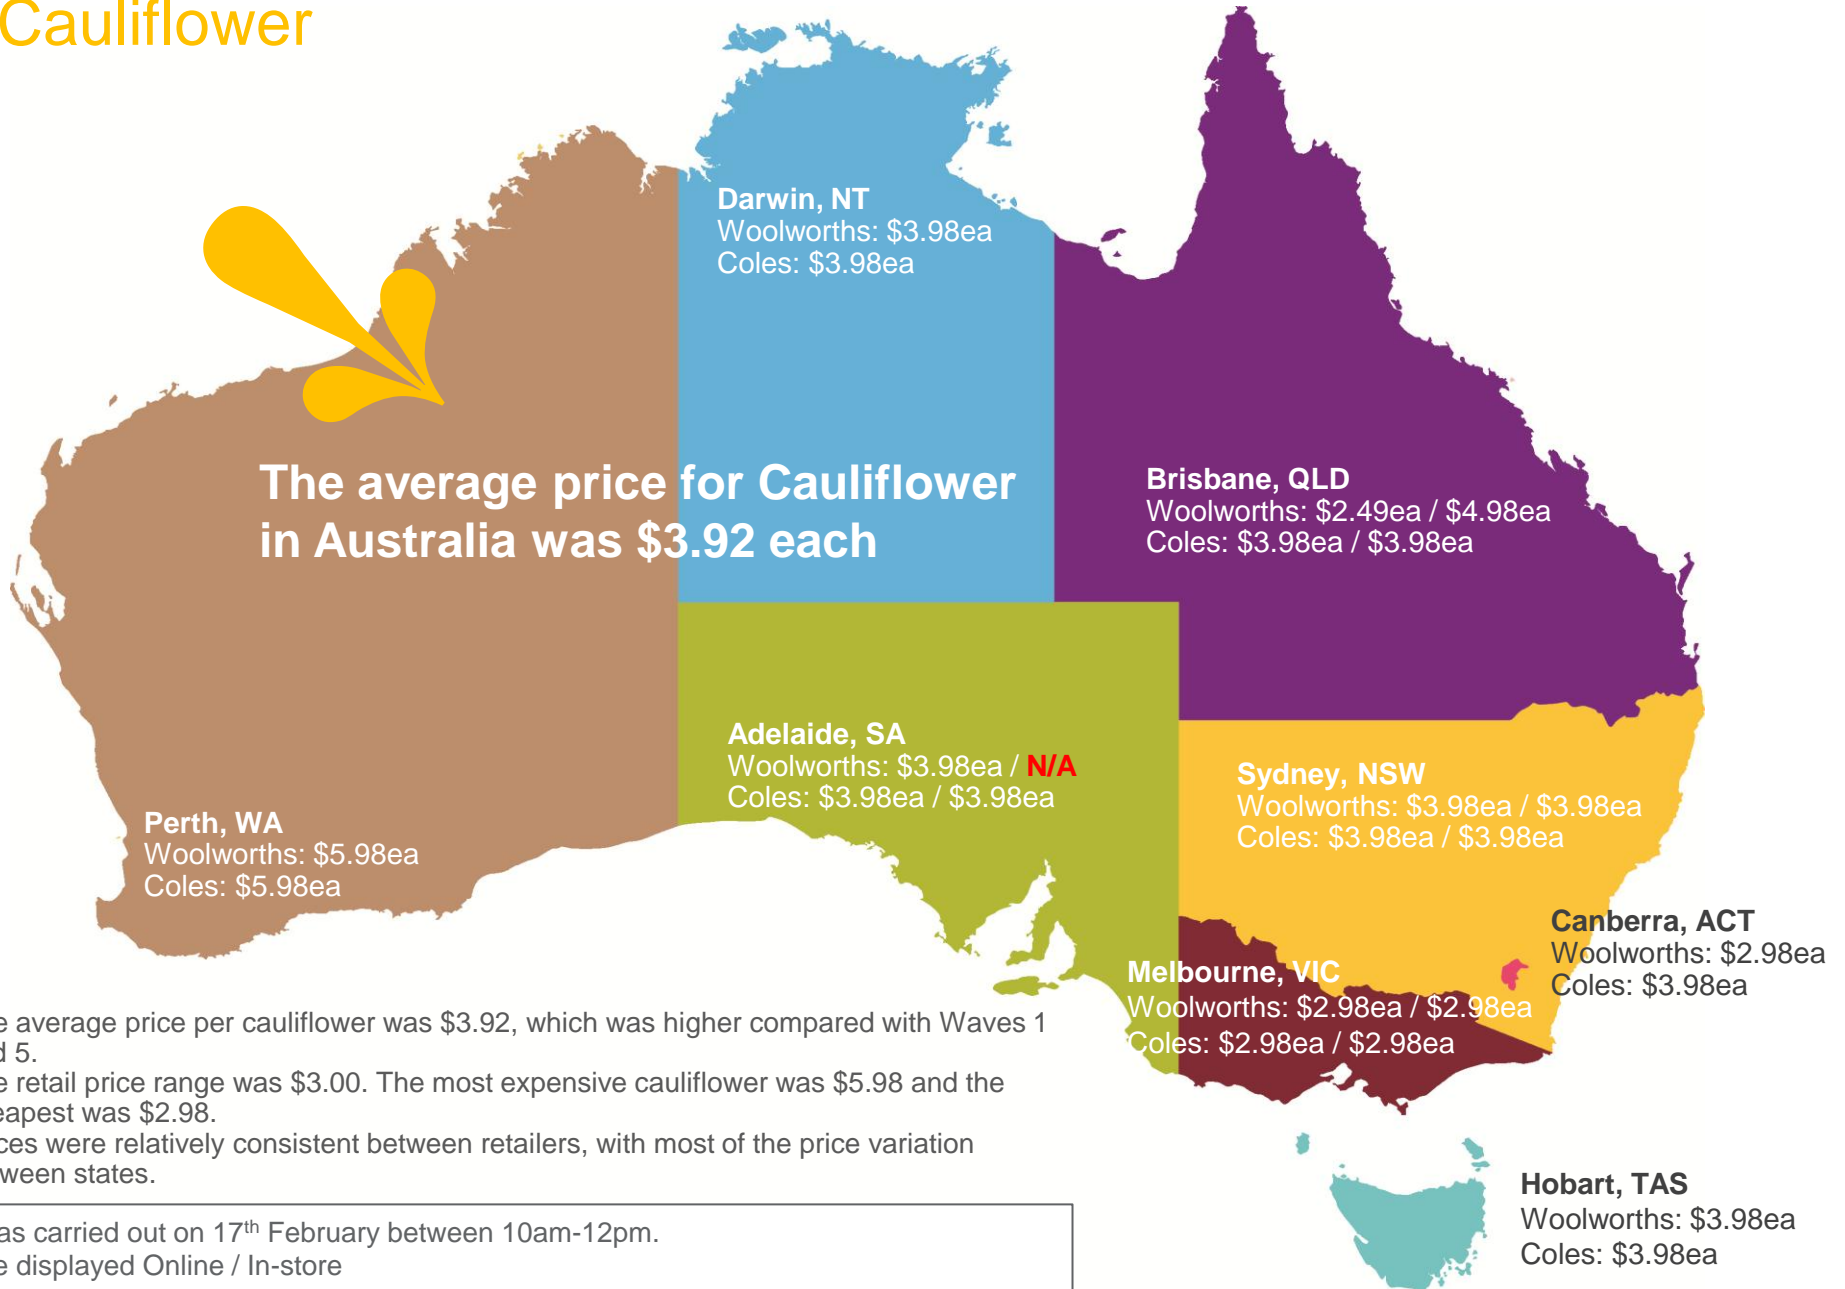 Cauliflower
Darwin, NT
Woolworths: $3.98ea
Coles: $3.98ea
The average price for Cauliflower
in Australia was $3.92 each
Brisbane, QLD
Woolworths: $2.49ea / $4.98ea
Coles: $3.98ea / $3.98ea
Adelaide, SA
Woolworths: $3.98ea / N/A
Coles: $3.98ea / $3.98ea
Sydney, NSW
Woolworths: $3.98ea / $3.98ea
Coles: $3.98ea / $3.98ea
Perth, WA
Woolworths: $5.98ea
Coles: $5.98ea
Canberra, ACT
Woolworths: $2.98ea
Coles: $3.98ea
Melbourne, VIC
Woolworths: $2.98ea / $2.98ea
Coles: $2.98ea / $2.98ea
e average price per cauliflower was $3.92, which was higher compared with Waves 1
d 5.
e retail price range was $3.00. The most expensive cauliflower was $5.98 and the
eapest was $2.98.
ces were relatively consistent between retailers, with most of the price variation
tween states.
Hobart, TAS
Woolworths: $3.98ea
Coles: $3.98ea
as carried out on 17th February between 10am-12pm.
e displayed Online / In-store